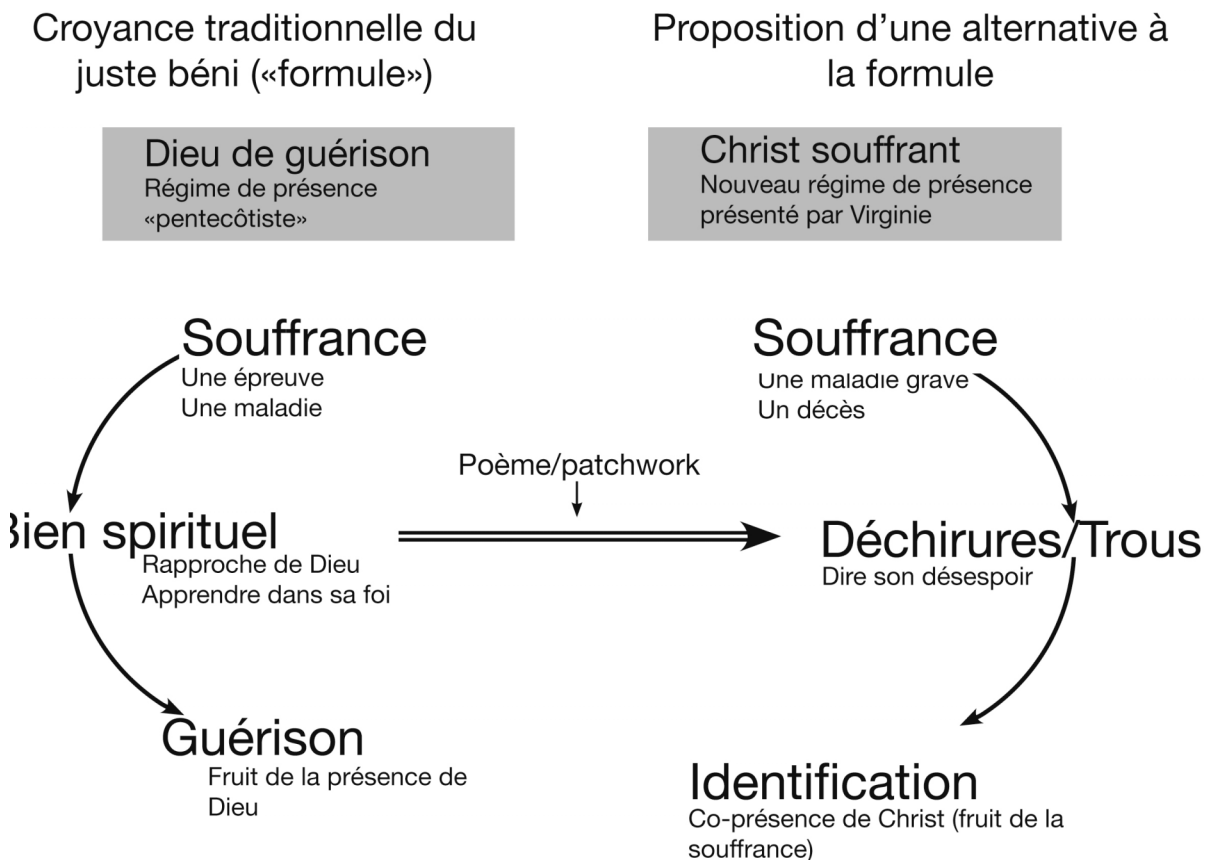 Croyance traditionnelle du
juste béni («formule»)
Dieu de guérison
Régime de présence
«pentecôtiste»
Souffrance
Une épreuve
Une maladie
Bien spirituel
Rapproche de Dieu
Apprendre dans sa foi
Guérison
Fruit de la présence de
Dieu
Poème/patchwork
Proposition d'une alternative à
la formule
Christ souffrant
Nouveau régime de présence
présenté par Virginie
Souffrance
Une maladie grave
Un décès
Déchirures/Trous
Dire son désespoir
Identification
Co-présence de Christ (fruit de la
souffrance)